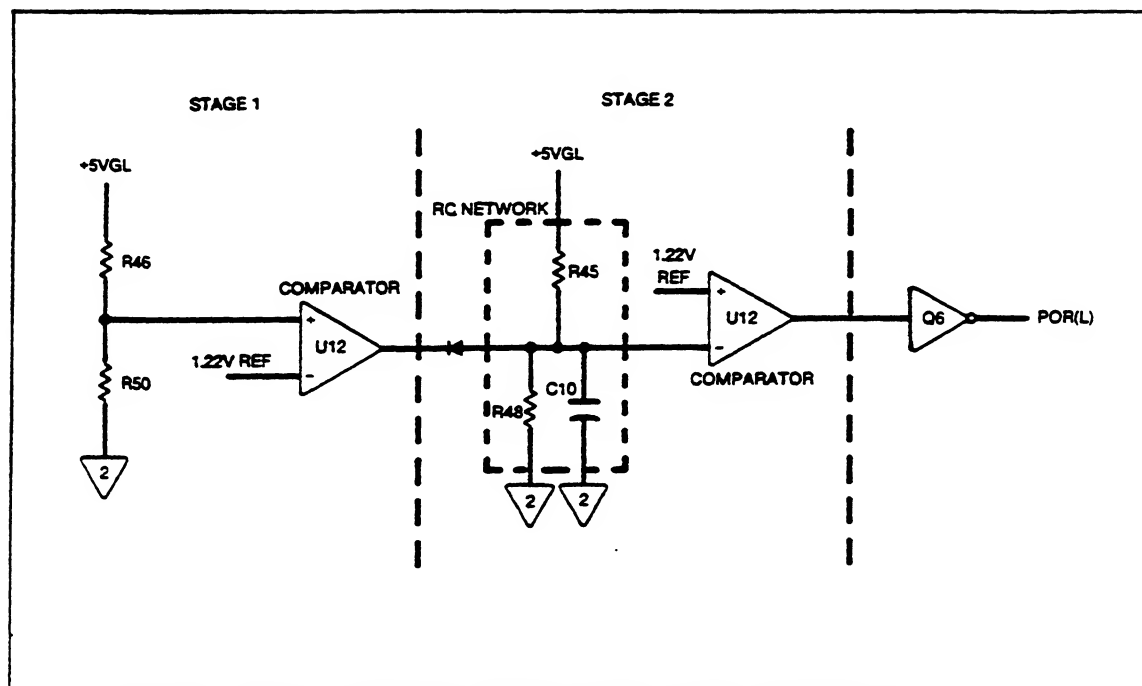 STAGE 1
STAGE 2
+5VGL
+5VGL
RC NETWORK
R46
R45
1.22V
REF
COMPARATOR
+
+
U12
U12
Q6
POR(L)
1.22V REF
-
-
COMPARATOR
R50
R48
C10
2
2
2